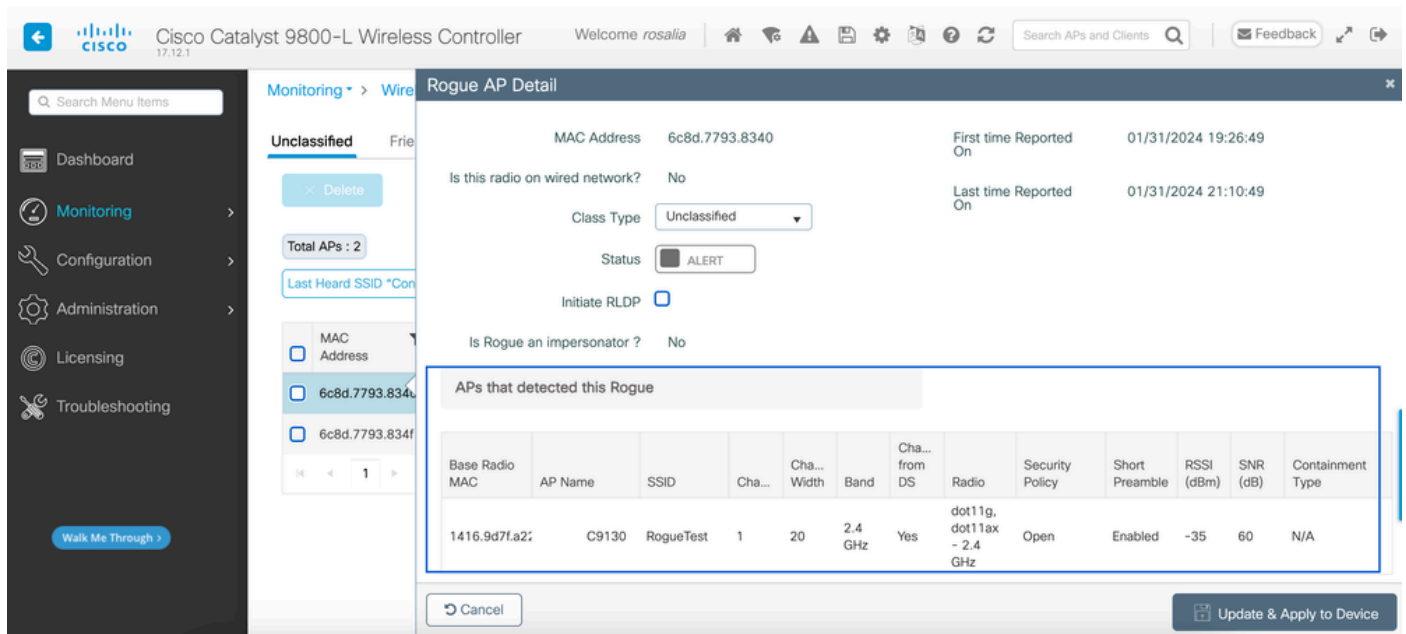 CISCO
Cisco Catalyst 9800-L Wireless Controller
17.12.1
Welcome rosalia
Search APs and Clients
Feedback
Search Menu Items
Dashboard
Monitoring
Configuration
Administration
Licensing
Troubleshooting
Walk Me Through >
Monitoring > Wire
Unclassified Frie
× Delete
Total APs : 2
Last Heard SSID "Con
MAC
Address
6c8d.7793.8340
6c8d.7793.834f
1
Rogue AP Detail
MAC Address 6c8d.7793.8340
Is this radio on wired network? No
Class Type Unclassified
Status ALERT
Initiate RLDP
Is Rogue an impersonator ? No
First time Reported
On
01/31/2024 19:26:49
Last time Reported
On
01/31/2024 21:10:49
APs that detected this Rogue
Base Radio
MAC
AP Name
SSID
Cha...
Cha...
Width
Band
Cha...
from
DS
Radio
Security
Policy
Short
Preamble
RSSI
(dBm)
SNR
(dB)
Containment
Type
1416.9d7f.a22
C9130
RogueTest
1
20
2.4
GHz
Yes
dot11g,
dot11ax
- 2.4
GHz
Open
Enabled
-35
60
N/A
Cancel
Update & Apply to Device